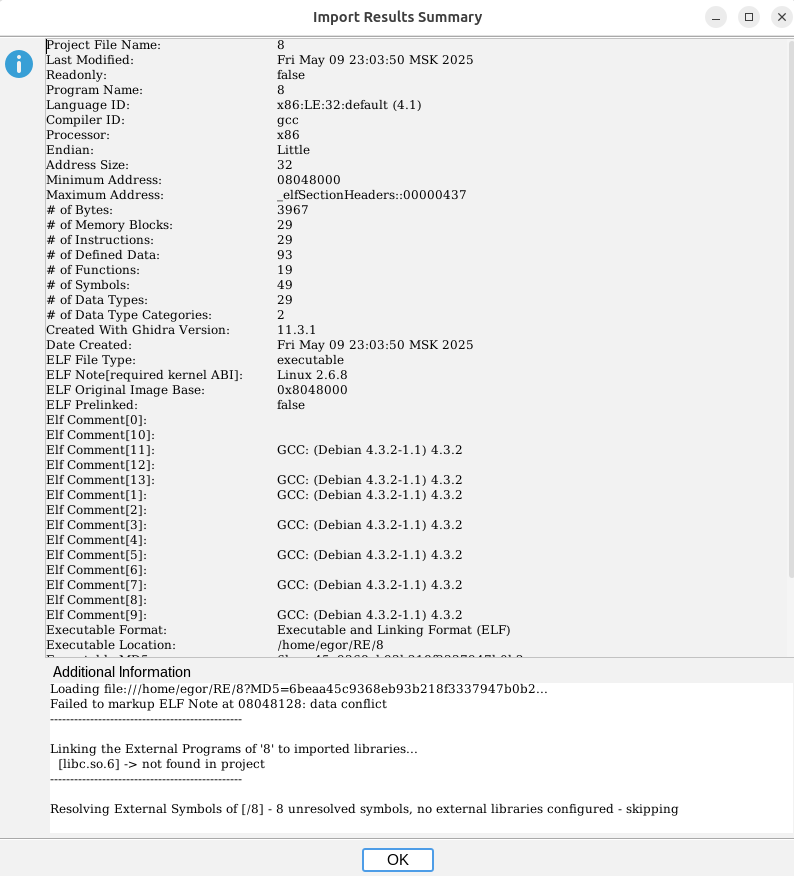 Import Results Summary
Project File Name: 8
Last Modified: Fri May 09 23:03:50 MSK 2025
Readonly: false
Program Name: 8
Language ID: x86:LE:32:default (4.1)
Compiler ID: gcc
Processor: x86
Endian: Little
Address Size: 32
Minimum Address: 08048000
Maximum Address: _elfSectionHeaders::00000437
# of Bytes: 3967
# of Memory Blocks: 29
# of Instructions: 29
# of Defined Data: 93
# of Functions: 19
# of Symbols: 49
# of Data Types: 29
# of Data Type Categories: 2
Created With Ghidra Version: 11.3.1
Date Created: Fri May 09 23:03:50 MSK 2025
ELF File Type: executable
ELF Note[required kernel ABI]: Linux 2.6.8
ELF Original Image Base: 0x8048000
ELF Prelinked: false
Elf Comment[0]:
Elf Comment[10]:
Elf Comment[11]: GCC: (Debian 4.3.2-1.1) 4.3.2
Elf Comment[12]:
Elf Comment[13]: GCC: (Debian 4.3.2-1.1) 4.3.2
Elf Comment[1]: GCC: (Debian 4.3.2-1.1) 4.3.2
Elf Comment[2]:
Elf Comment[3]: GCC: (Debian 4.3.2-1.1) 4.3.2
Elf Comment[4]:
Elf Comment[5]: GCC: (Debian 4.3.2-1.1) 4.3.2
Elf Comment[6]:
Elf Comment[7]: GCC: (Debian 4.3.2-1.1) 4.3.2
Elf Comment[8]:
Elf Comment[9]: GCC: (Debian 4.3.2-1.1) 4.3.2
Executable Format: Executable and Linking Format (ELF)
Executable Location: /home/egor/RE/8
Additional Information
Loading file:///home/egor/RE/8?MD5=6beaa45c9368eb93b218f3337947b0b2...
Failed to markup ELF Note at 08048128: data conflict
------------------------------------------------
Linking the External Programs of '8' to imported libraries...
[libc.so.6] -> not found in project
------------------------------------------------
Resolving External Symbols of [/8] - 8 unresolved symbols, no external libraries configured - skipping
OK